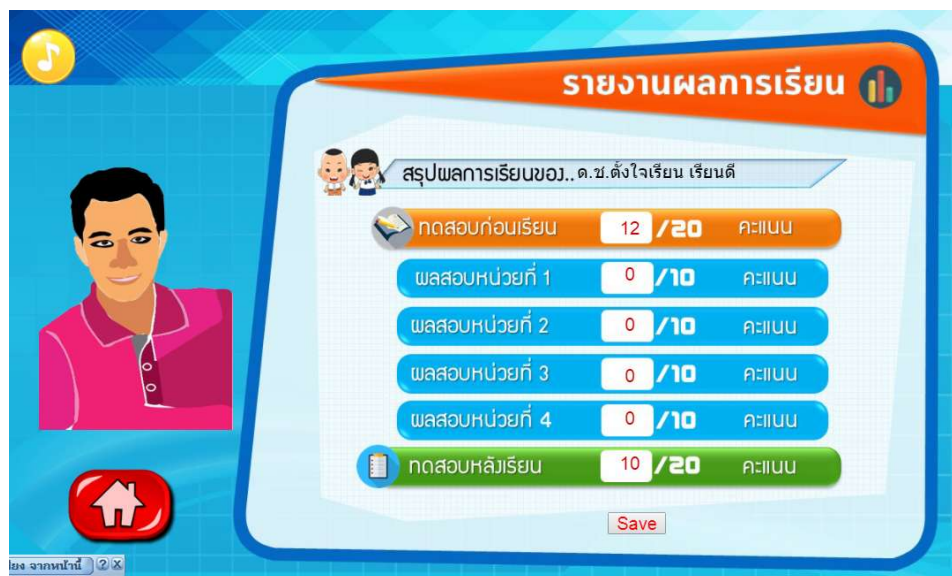 รายงานผลการเรียน
สรุปผลการเรียนของ..ด.ช.ตั้งใจเรียน เรียนดี
ทดสอบก่อนเรียน 12 /20 คะแนน
ผลสอบหน่วยที่ 1 0 /10 คะแนน
ผลสอบหน่วยที่ 2 0 /10 คะแนน
ผลสอบหน่วยที่ 3 0 /10 คะแนน
ผลสอบหน่วยที่ 4 0 /10 คะแนน
ทดสอบหลังเรียน 10 /20 คะแนน
Save
จากหน้านี้